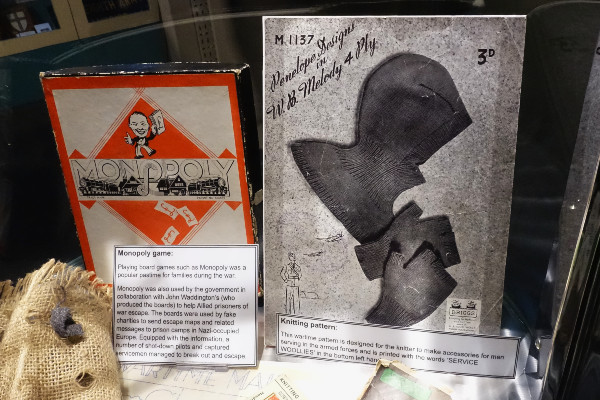 M 1137
Penelope Designs
in
W.B. Melody 4 Ply
3D
MONOPOLY
BRIGGS
Monopoly game:
Playing board games such as Monopoly was a
popular pastime for families during the war.
Monopoly was also used by the government in
collaboration with John Waddington's (who
produced the boards) to help Allied prisoners of
war escape. The boards were used by fake
charities to send escape maps and related
messages to prison camps in Nazi-occupied
Europe. Equipped with the information, a
number of shot-down pilots and captured
servicemen managed to break out and escape.
Knitting pattern:
This wartime pattern is designed for the knitter to make accessories for men
serving in the armed forces and is printed with the words 'SERVICE
WOOLLIES' in the bottom left